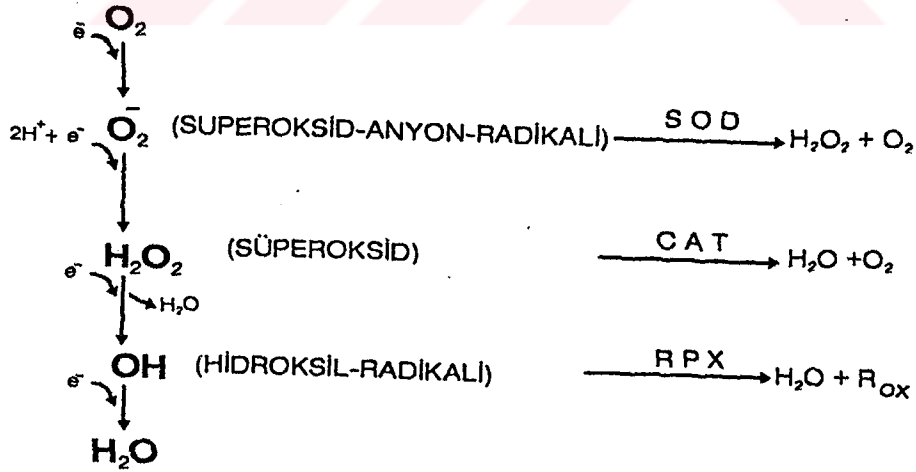 ē O₂
2H⁺+ e⁻ O₂⁻ (SUPEROKSİD-ANYON-RADİKALİ) SOD H₂O₂ + O₂
e⁻ H₂O₂ (SÜPEROKSİD) CAT H₂O +O₂
H₂O
e⁻ OH (HİDROKSİL-RADİKALİ) RPX H₂O + R_OX
H₂O